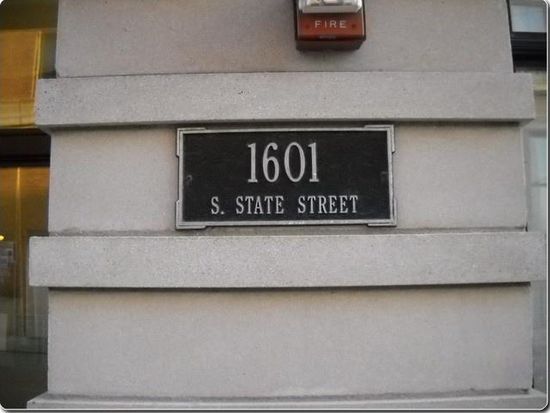 FIRE
1601
S. STATE STREET